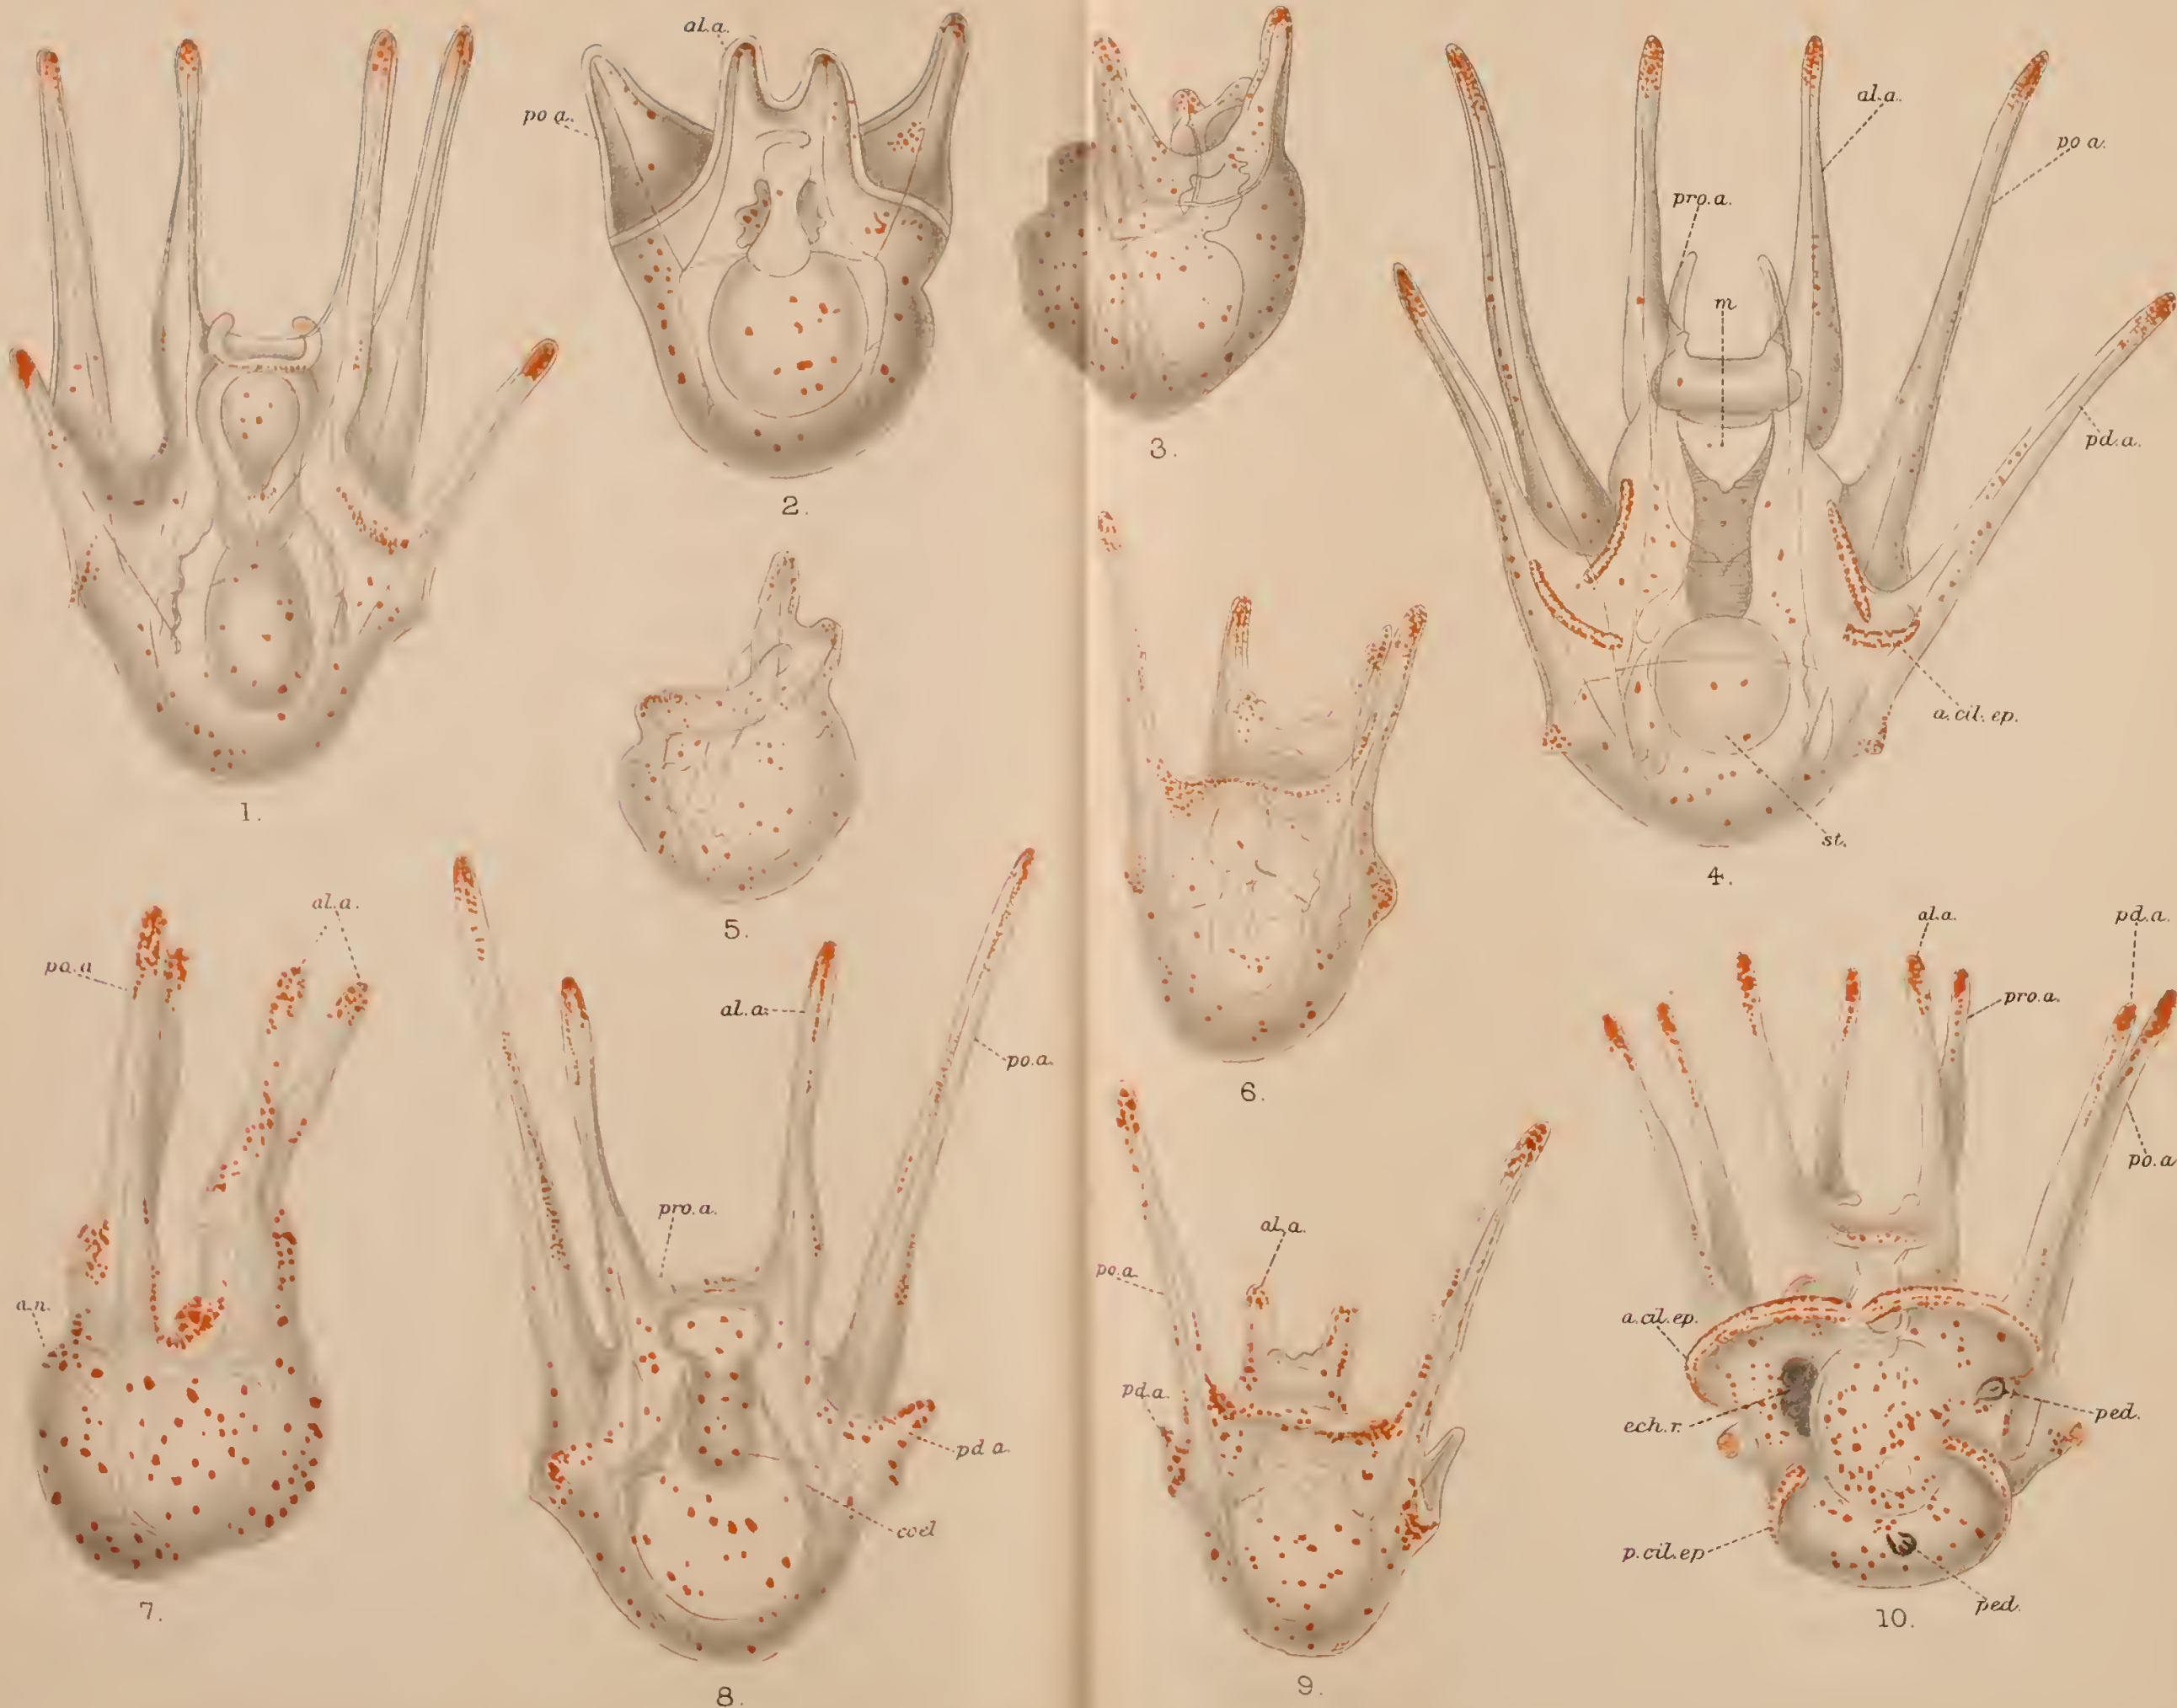 1.
al.a.
po a.
2.
3.
al.a.
po a.
pro.a.
m
pd.a.
a.cil.ep.
st.
4.
5.
6.
al.a.
po.a
an.
7.
al.a.
po.a.
pro.a.
pd a.
coel
8.
al.a.
po.a.
pd.a.
9.
al.a.
pd.a.
pro.a.
po.a
a.cil.ep.
ech.r.
ped.
p.cil.ep
ped.
10.